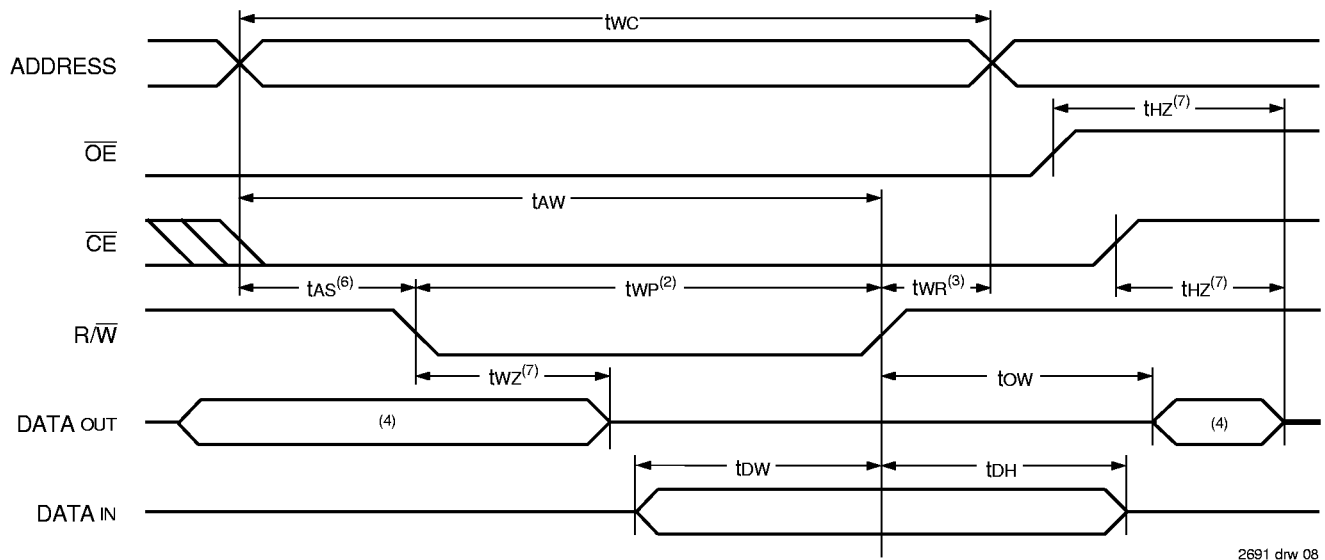 tWC
ADDRESS
tHZ(7)
OE
tAW
CE
tAS(6) tWP(2) tWR(3) tHZ(7)
R/W
tWZ(7) tOW
DATA OUT (4) (4)
tDW tDH
DATA IN
2691 drw 08